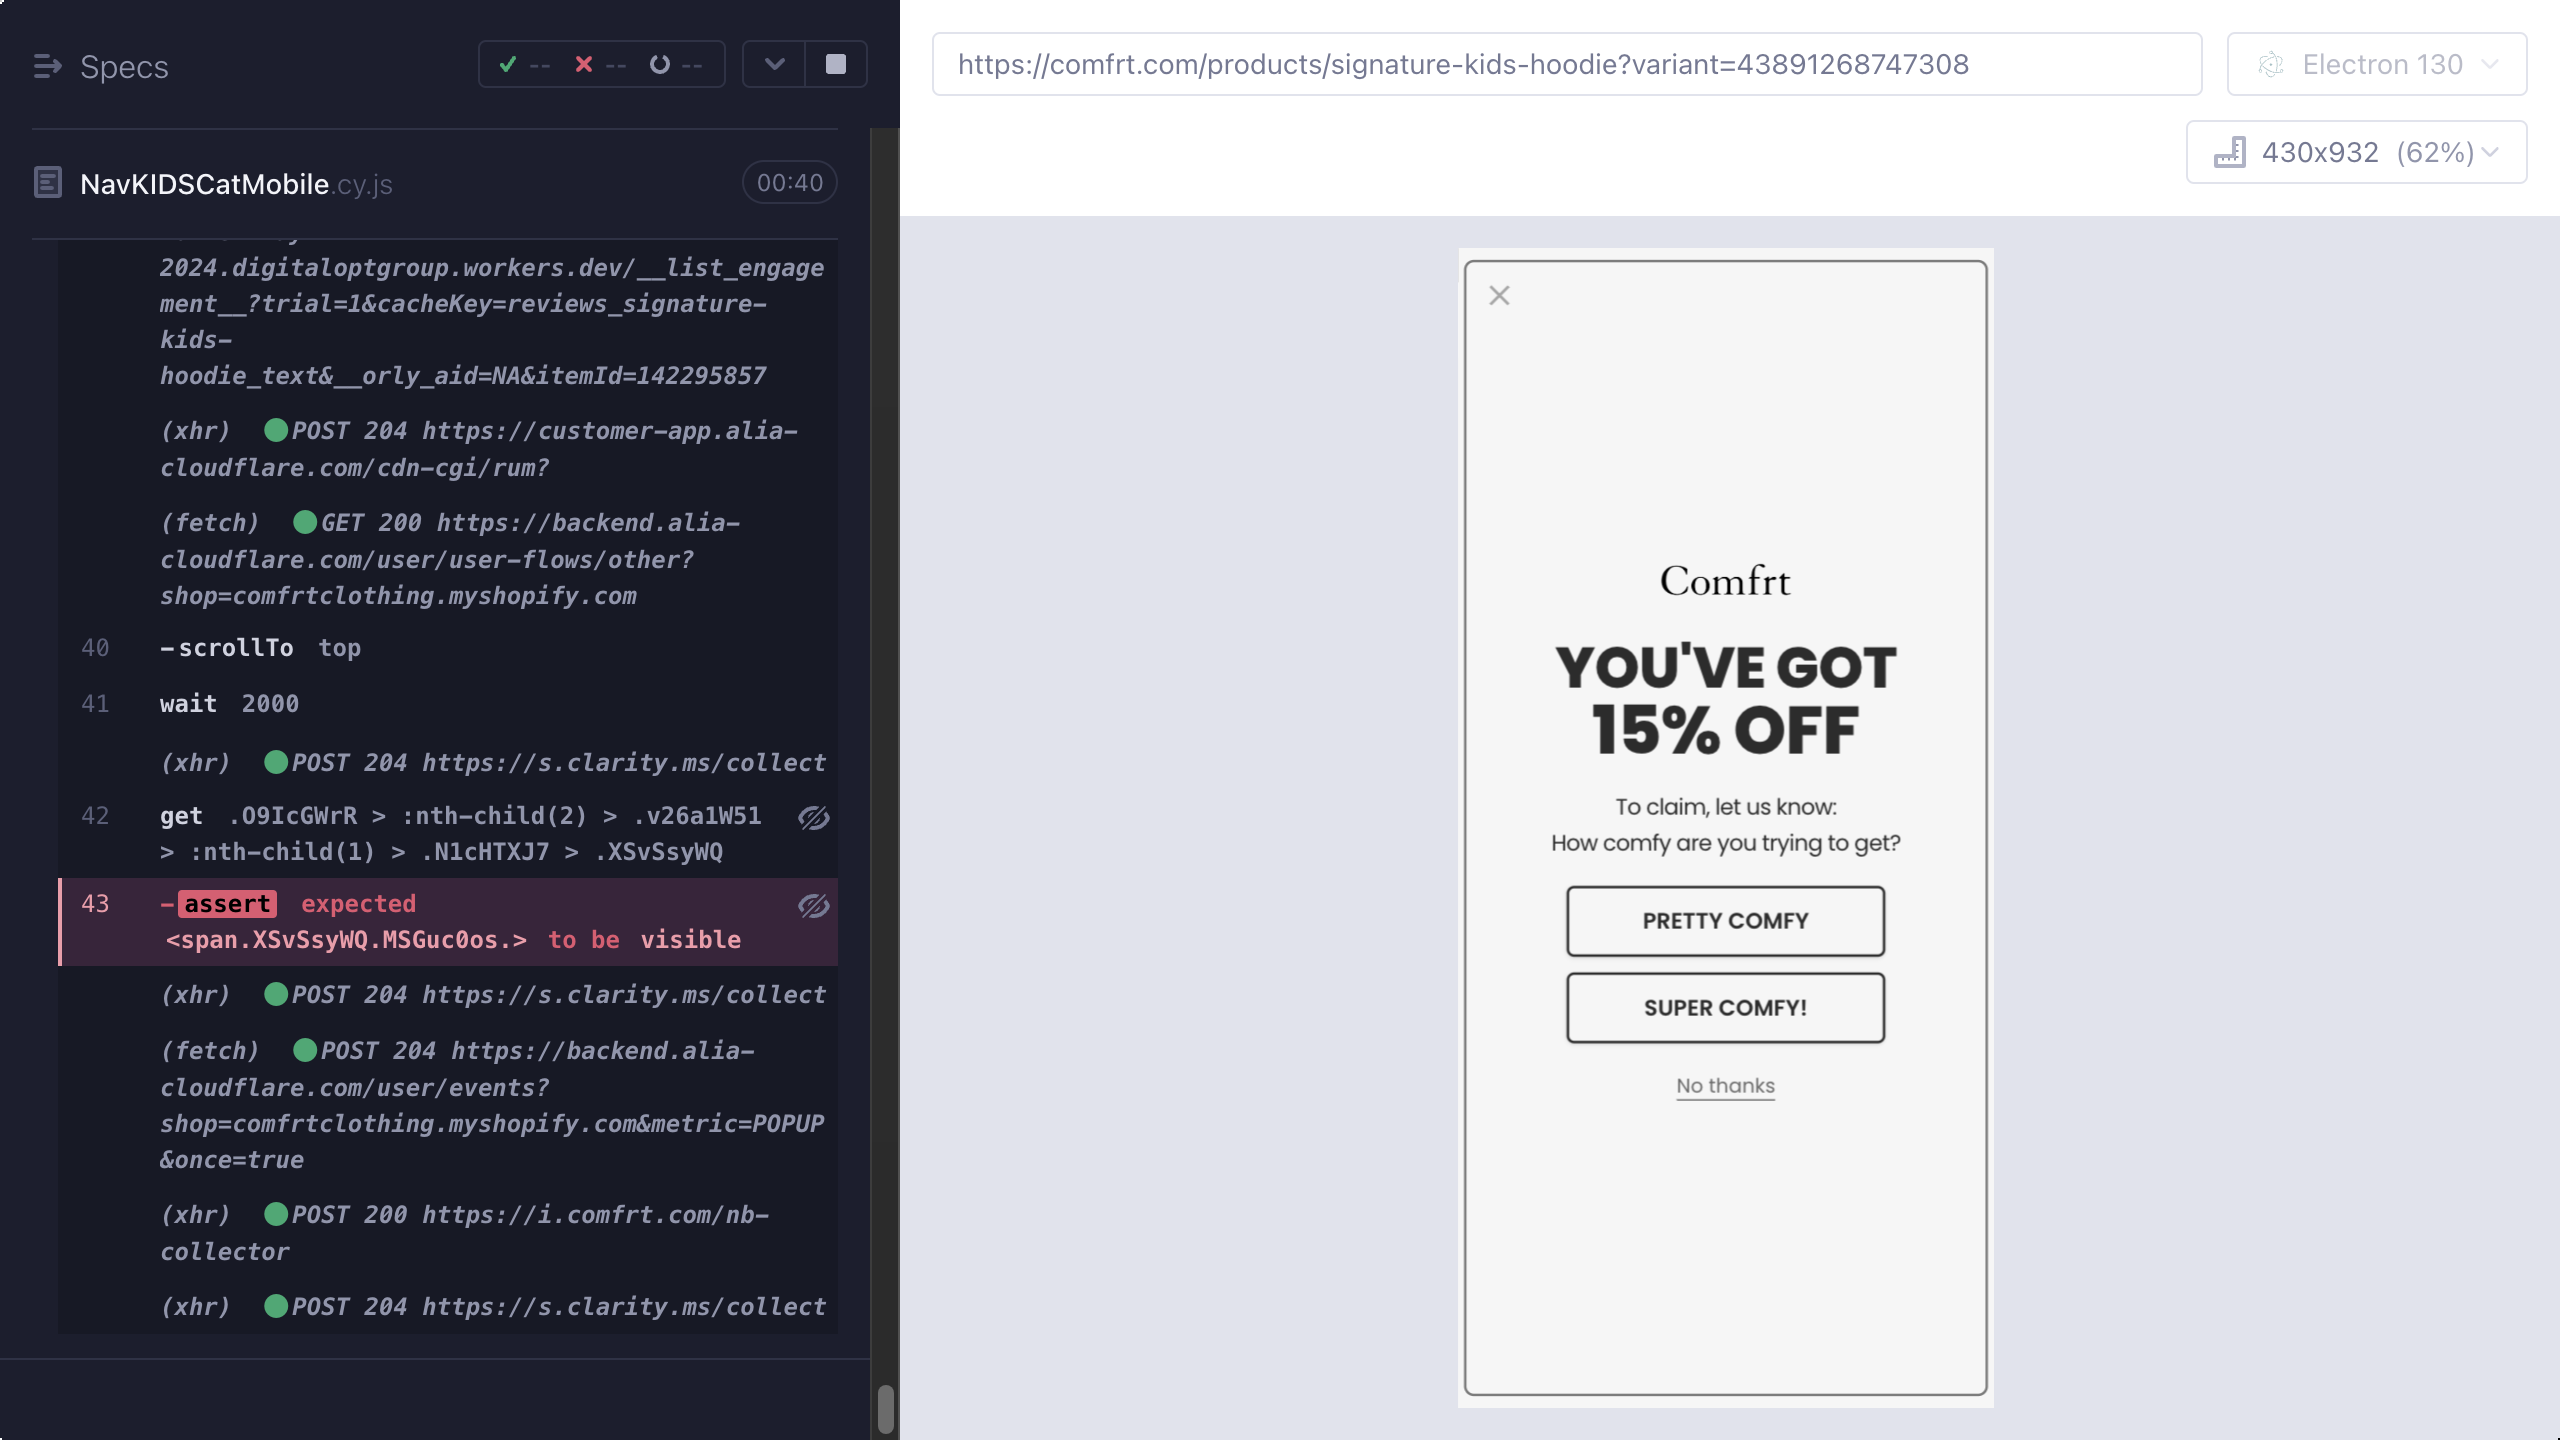 Specs
--
--
--
NavKIDSCatMobile.cy.js
00:40
2024.digitaloptgroup.workers.dev/__list_engage
ment__?trial=1&cacheKey=reviews_signature-
kids-
hoodie_text&__orly_aid=NA&itemId=142295857
(xhr) POST 204 https://customer-app.alia-
cloudflare.com/cdn-cgi/rum?
(fetch) GET 200 https://backend.alia-
cloudflare.com/user/user-flows/other?
shop=comfrtclothing.myshopify.com
40 -scrollTo top
41 wait 2000
(xhr) POST 204 https://s.clarity.ms/collect
42 get .O9IcGWrR > :nth-child(2) > .v26a1W51
> :nth-child(1) > .N1cHTXJ7 > .XSvSsyWQ
43 -assert expected
<span.XSvSsyWQ.MSGuc0os.> to be visible
(xhr) POST 204 https://s.clarity.ms/collect
(fetch) POST 204 https://backend.alia-
cloudflare.com/user/events?
shop=comfrtclothing.myshopify.com&metric=POPUP
&once=true
(xhr) POST 200 https://i.comfrt.com/nb-
collector
(xhr) POST 204 https://s.clarity.ms/collect
https://comfrt.com/products/signature-kids-hoodie?variant=43891268747308
Electron 130
430x932 (62%)
Comfrt
YOU'VE GOT
15% OFF
To claim, let us know:
How comfy are you trying to get?
PRETTY COMFY
SUPER COMFY!
No thanks